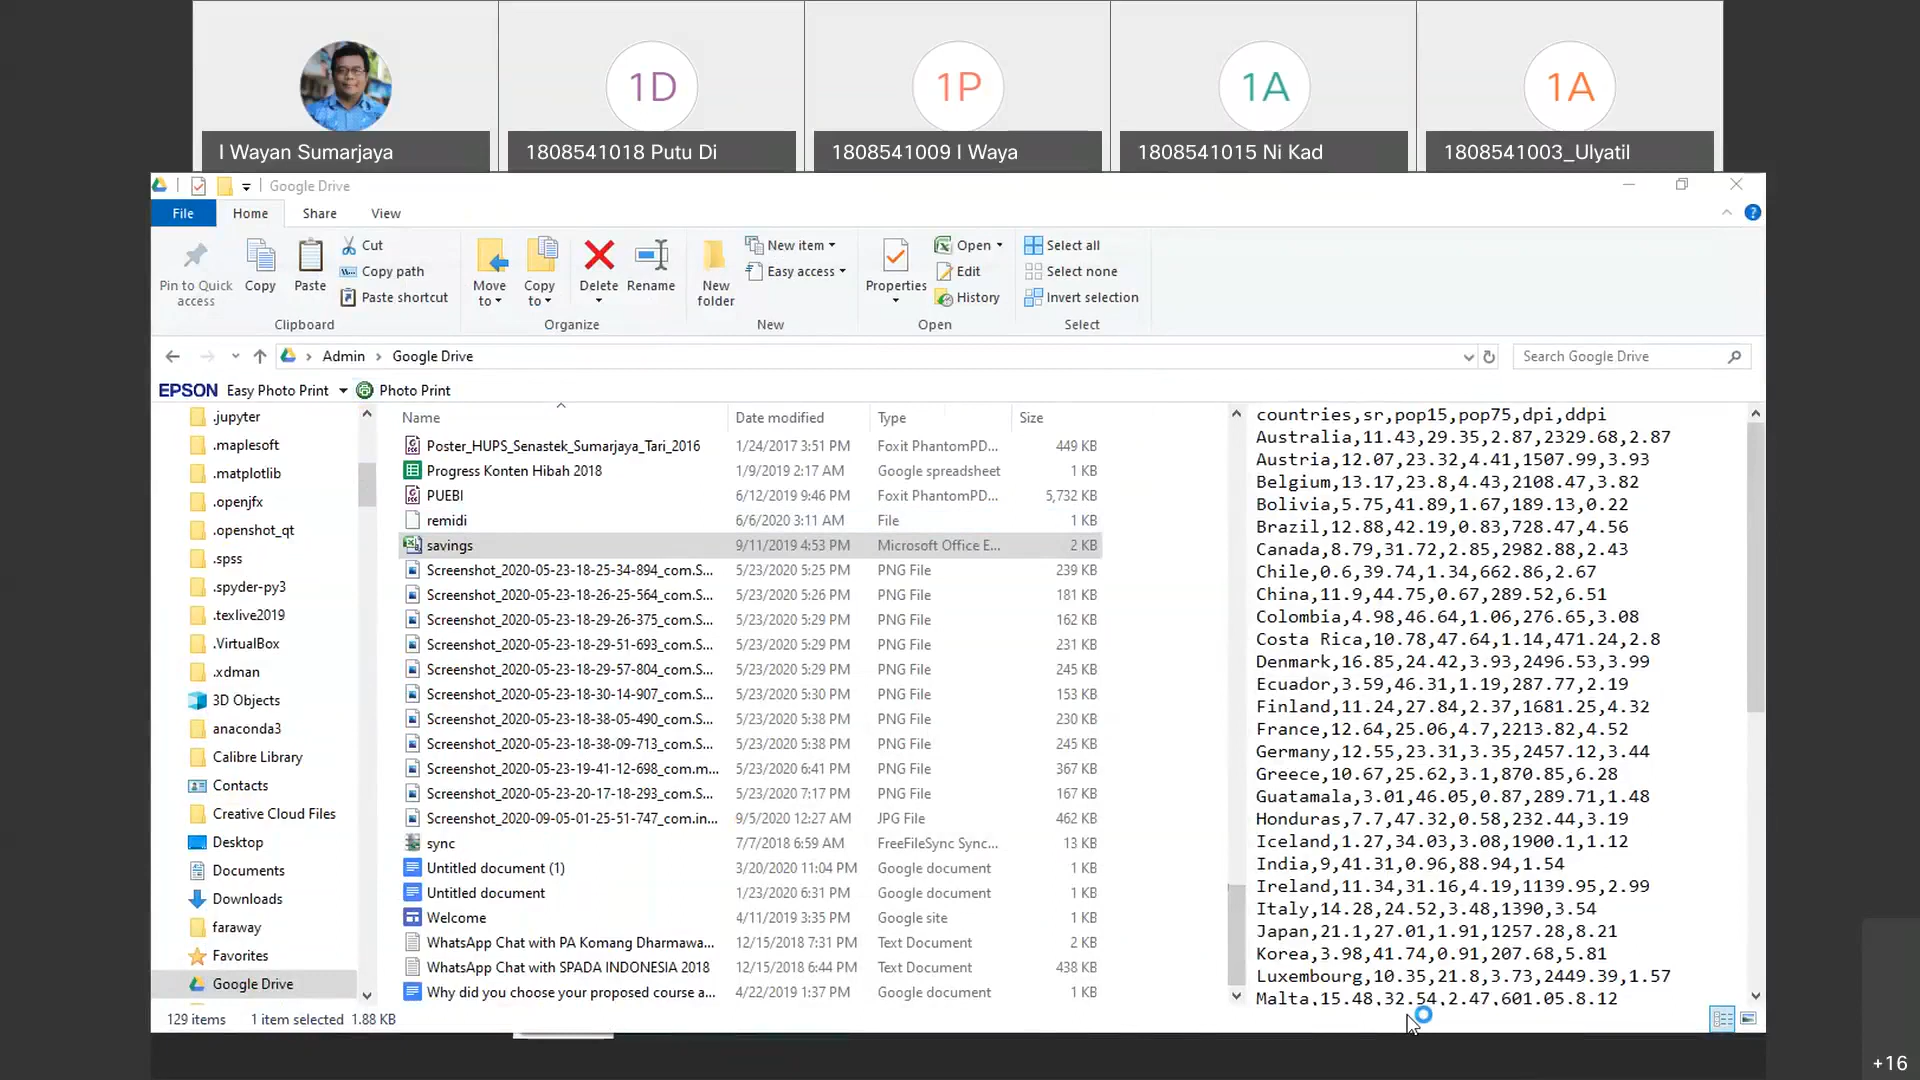 1D
1P
1A
1A
I Wayan Sumarjaya
1808541018 Putu Di
1808541009 I Waya
1808541015 Ni Kad
1808541003_Ulyatil
Google Drive
File
Home
Share
View
Pin to Quick access
Copy
Paste
Cut
Copy path
Paste shortcut
Move to
Copy to
Delete
Rename
New folder
New item
Easy access
Properties
Open
Edit
History
Select all
Select none
Invert selection
Clipboard
Organize
New
Open
Select
Admin > Google Drive
Search Google Drive
EPSON Easy Photo Print Photo Print
.jupyter
.maplesoft
.matplotlib
.openjfx
.openshot_qt
.spss
.spyder-py3
.texlive2019
.VirtualBox
.xdman
3D Objects
anaconda3
Calibre Library
Contacts
Creative Cloud Files
Desktop
Documents
Downloads
faraway
Favorites
Google Drive
Name Date modified Type Size
Poster_HUPS_Senastek_Sumarjaya_Tari_2016 1/24/2017 3:51 PM Foxit PhantomPD... 449 KB
Progress Konten Hibah 2018 1/9/2019 2:17 AM Google spreadsheet 1 KB
PUEBI 6/12/2019 9:46 PM Foxit PhantomPD... 5,732 KB
remidi 6/6/2020 3:11 AM File 1 KB
savings 9/11/2019 4:53 PM Microsoft Office E... 2 KB
Screenshot_2020-05-23-18-25-34-894_com.S... 5/23/2020 5:25 PM PNG File 239 KB
Screenshot_2020-05-23-18-26-25-564_com.S... 5/23/2020 5:26 PM PNG File 181 KB
Screenshot_2020-05-23-18-29-26-375_com.S... 5/23/2020 5:29 PM PNG File 162 KB
Screenshot_2020-05-23-18-29-51-693_com.S... 5/23/2020 5:29 PM PNG File 231 KB
Screenshot_2020-05-23-18-29-57-804_com.S... 5/23/2020 5:29 PM PNG File 245 KB
Screenshot_2020-05-23-18-30-14-907_com.S... 5/23/2020 5:30 PM PNG File 153 KB
Screenshot_2020-05-23-18-38-05-490_com.S... 5/23/2020 5:38 PM PNG File 230 KB
Screenshot_2020-05-23-18-38-09-713_com.S... 5/23/2020 5:38 PM PNG File 245 KB
Screenshot_2020-05-23-19-41-12-698_com.m... 5/23/2020 6:41 PM PNG File 367 KB
Screenshot_2020-05-23-20-17-18-293_com.S... 5/23/2020 7:17 PM PNG File 167 KB
Screenshot_2020-09-05-01-25-51-747_com.in... 9/5/2020 12:27 AM JPG File 462 KB
sync 7/7/2018 6:59 AM FreeFileSync Sync... 13 KB
Untitled document (1) 3/20/2020 11:04 PM Google document 1 KB
Untitled document 1/23/2020 6:31 PM Google document 1 KB
Welcome 4/11/2019 3:35 PM Google site 1 KB
WhatsApp Chat with PA Komang Dharmawa... 12/15/2018 7:31 PM Text Document 2 KB
WhatsApp Chat with SPADA INDONESIA 2018 12/15/2018 6:44 PM Text Document 438 KB
Why did you choose your proposed course a... 4/22/2019 1:37 PM Google document 1 KB
countries,sr,pop15,pop75,dpi,ddpi
Australia,11.43,29.35,2.87,2329.68,2.87
Austria,12.07,23.32,4.41,1507.99,3.93
Belgium,13.17,23.8,4.43,2108.47,3.82
Bolivia,5.75,41.89,1.67,189.13,0.22
Brazil,12.88,42.19,0.83,728.47,4.56
Canada,8.79,31.72,2.85,2982.88,2.43
Chile,0.6,39.74,1.34,662.86,2.67
China,11.9,44.75,0.67,289.52,6.51
Colombia,4.98,46.64,1.06,276.65,3.08
Costa Rica,10.78,47.64,1.14,471.24,2.8
Denmark,16.85,24.42,3.93,2496.53,3.99
Ecuador,3.59,46.31,1.19,287.77,2.19
Finland,11.24,27.84,2.37,1681.25,4.32
France,12.64,25.06,4.7,2213.82,4.52
Germany,12.55,23.31,3.35,2457.12,3.44
Greece,10.67,25.62,3.1,870.85,6.28
Guatamala,3.01,46.05,0.87,289.71,1.48
Honduras,7.7,47.32,0.58,232.44,3.19
Iceland,1.27,34.03,3.08,1900.1,1.12
India,9,41.31,0.96,88.94,1.54
Ireland,11.34,31.16,4.19,1139.95,2.99
Italy,14.28,24.52,3.48,1390,3.54
Japan,21.1,27.01,1.91,1257.28,8.21
Korea,3.98,41.74,0.91,207.68,5.81
Luxembourg,10.35,21.8,3.73,2449.39,1.57
Malta,15.48,32.54,2.47,601.05,8.12
129 items 1 item selected 1.88 KB
+16